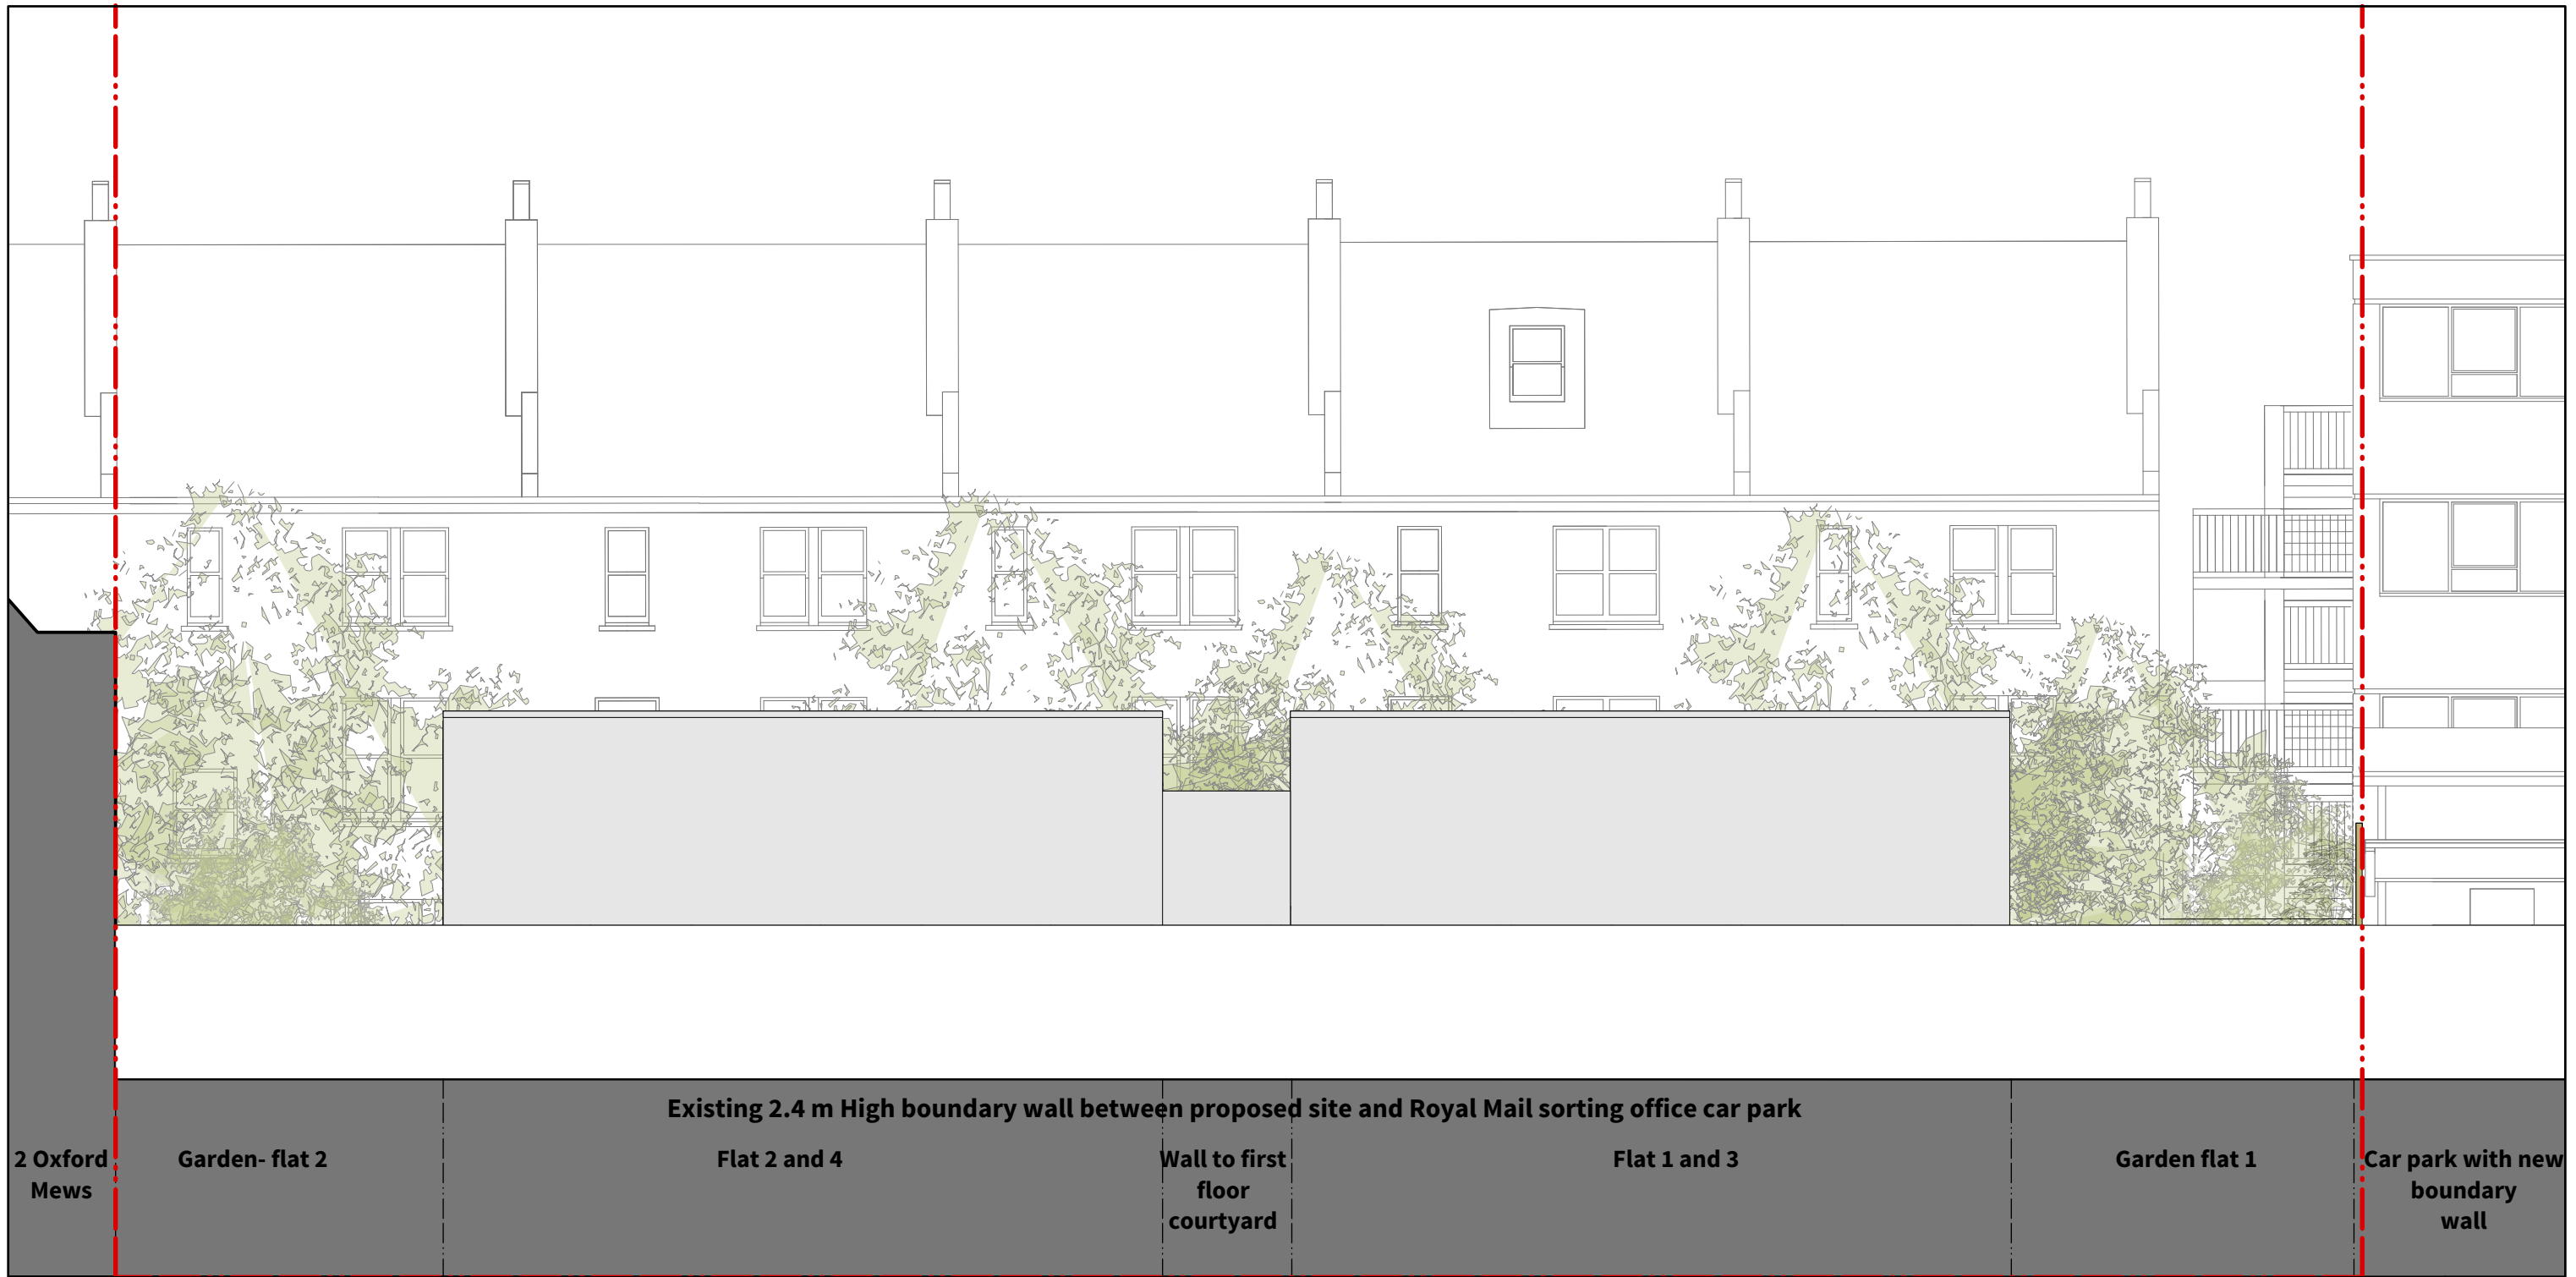 Existing 2.4 m High boundary wall between proposed site and Royal Mail sorting office car park
2 Oxford
Mews
Garden- flat 2
Flat 2 and 4
Wall to first
floor
courtyard
Flat 1 and 3
Garden flat 1
Car park with new
boundary
wall